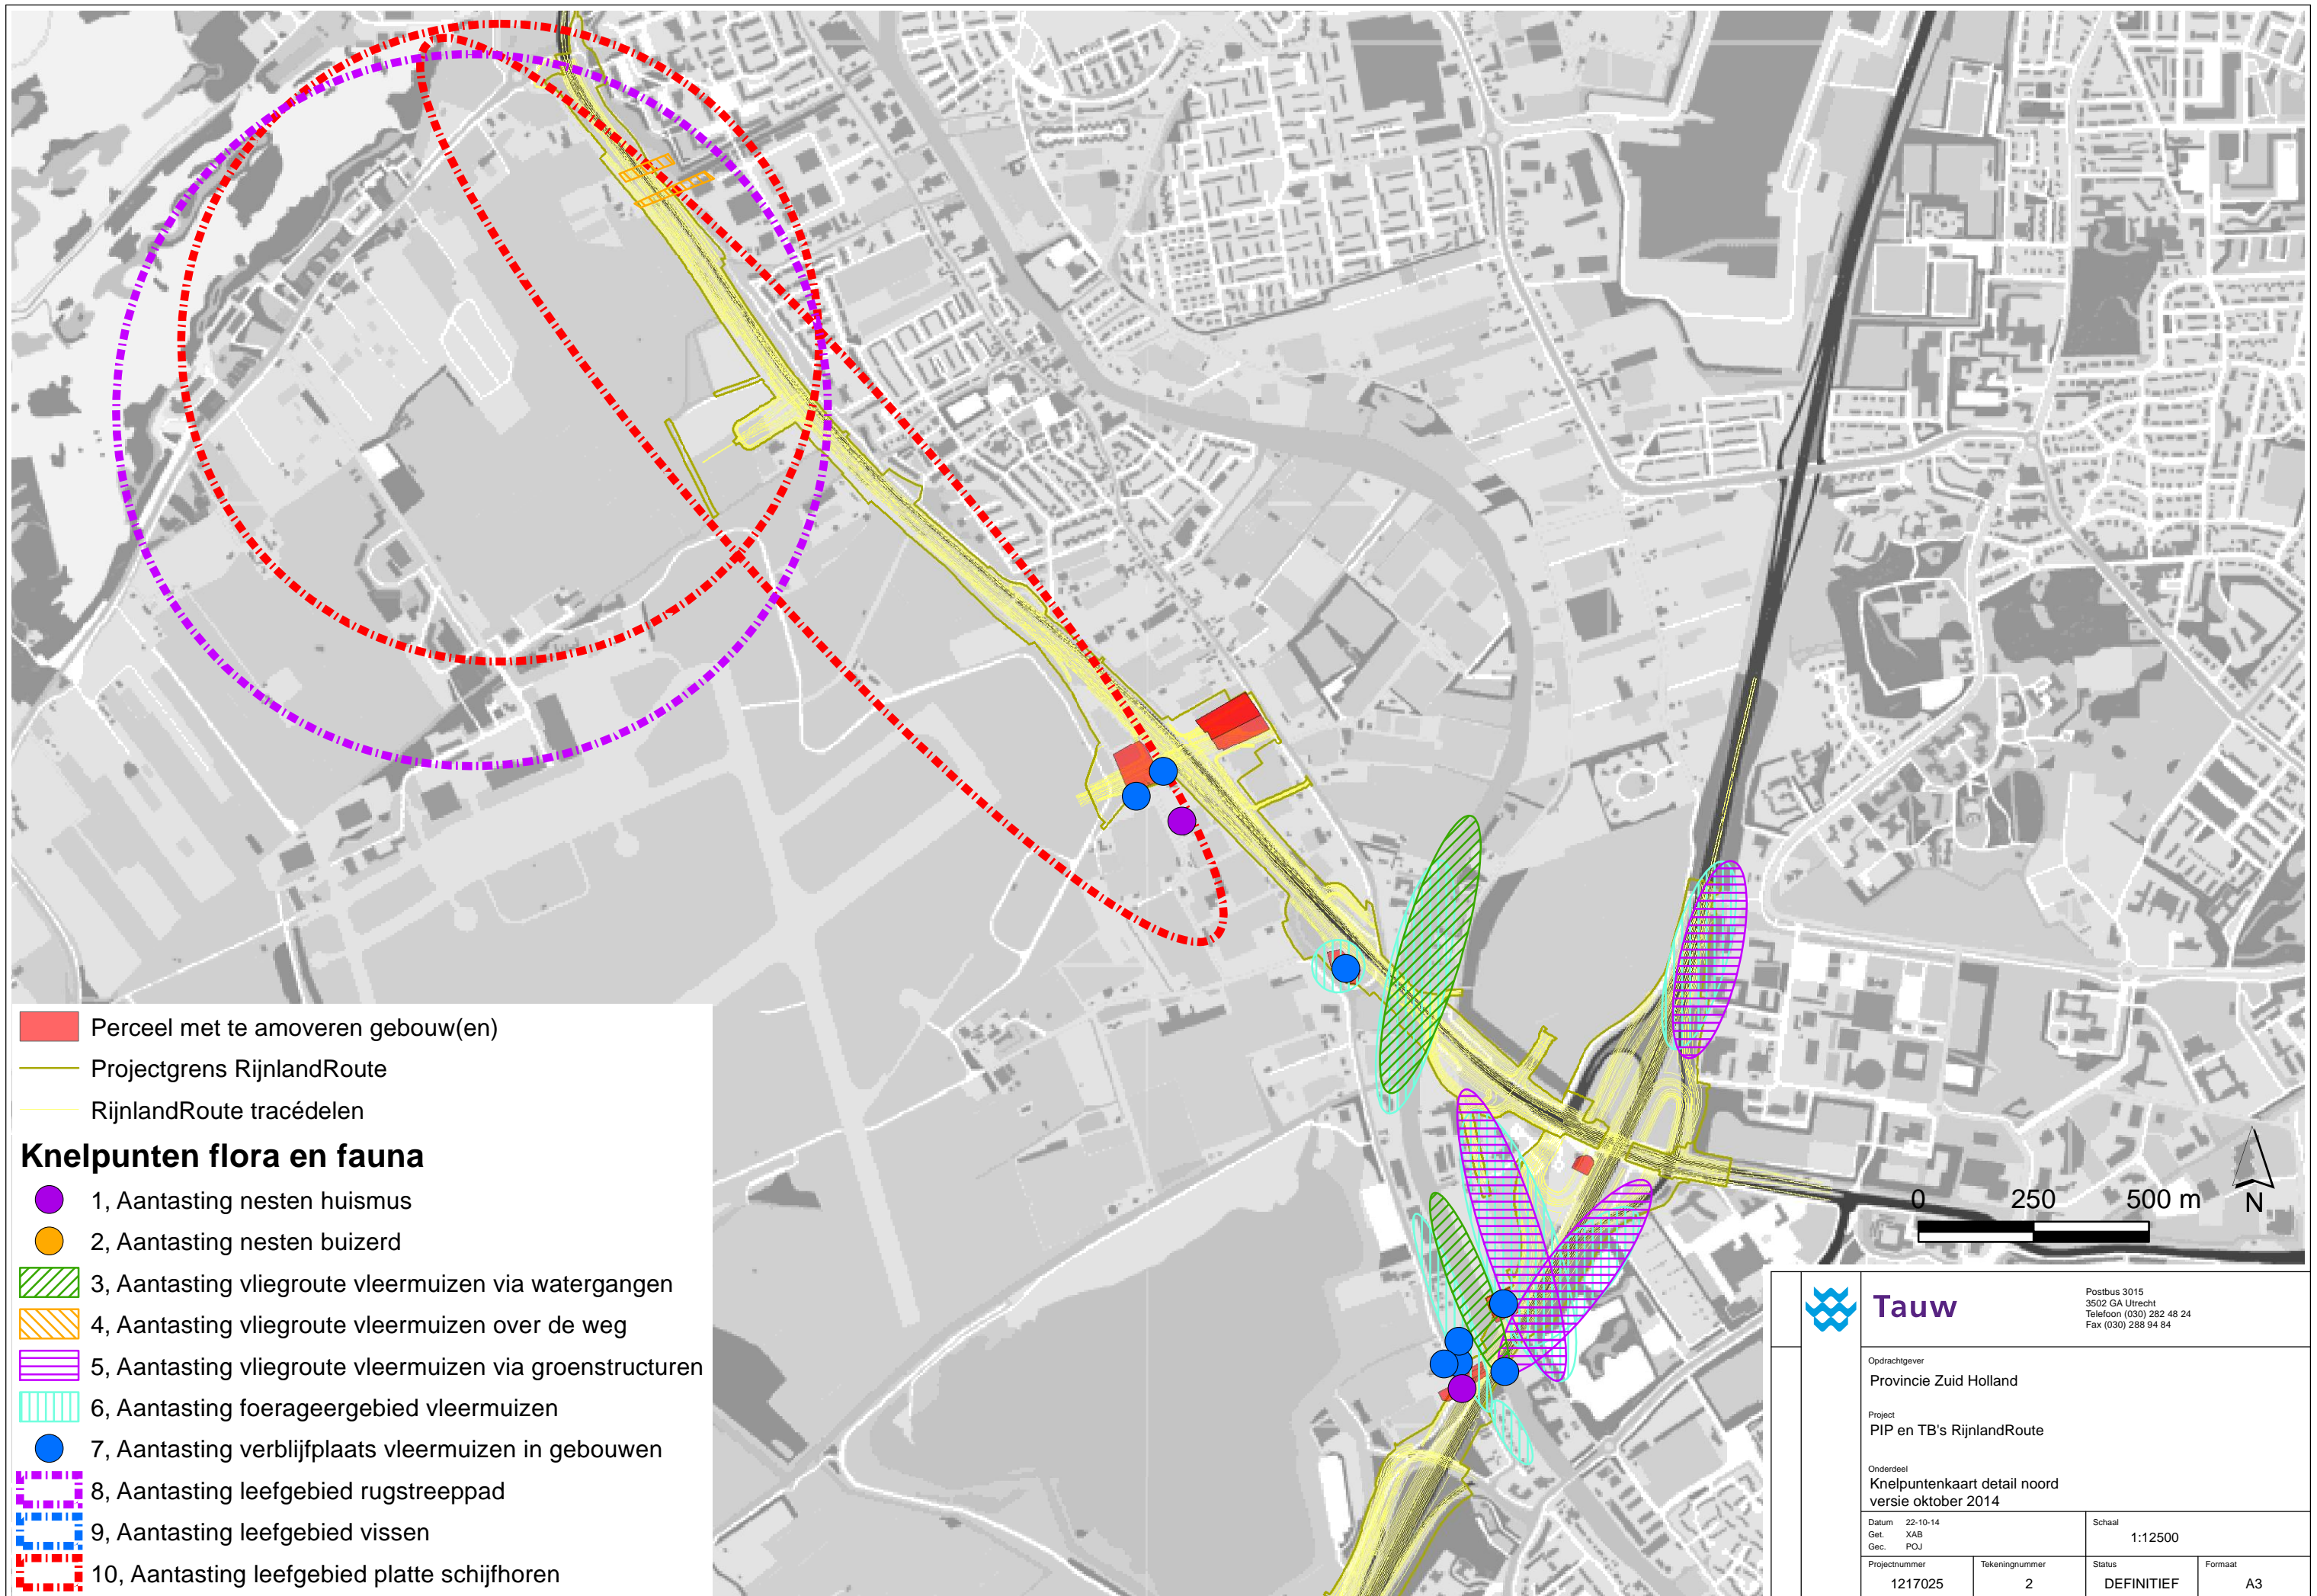 Perceel met te amoveren gebouw(en)
Projectgrens RijnlandRoute
RijnlandRoute tracédelen
Knelpunten flora en fauna
1, Aantasting nesten huismus
2, Aantasting nesten buizerd
3, Aantasting vliegroute vleermuizen via watergangen
4, Aantasting vliegroute vleermuizen over de weg
5, Aantasting vliegroute vleermuizen via groenstructuren
6, Aantasting foerageergebied vleermuizen
7, Aantasting verblijfplaats vleermuizen in gebouwen
8, Aantasting leefgebied rugstreeppad
9, Aantasting leefgebied vissen
10, Aantasting leefgebied platte schijfhoren
0 250 500 m
N
Tauw
Postbus 3015
3502 GA Utrecht
Telefoon (030) 282 48 24
Fax (030) 288 94 84
Opdrachtgever
Provincie Zuid Holland
Project
PIP en TB's RijnlandRoute
Onderdeel
Knelpuntenkaart detail noord
versie oktober 2014
Datum 22-10-14
Get. XAB
Gec. POJ
Schaal
1:12500
Projectnummer
1217025
Tekeningnummer
2
Status
DEFINITIEF
Formaat
A3